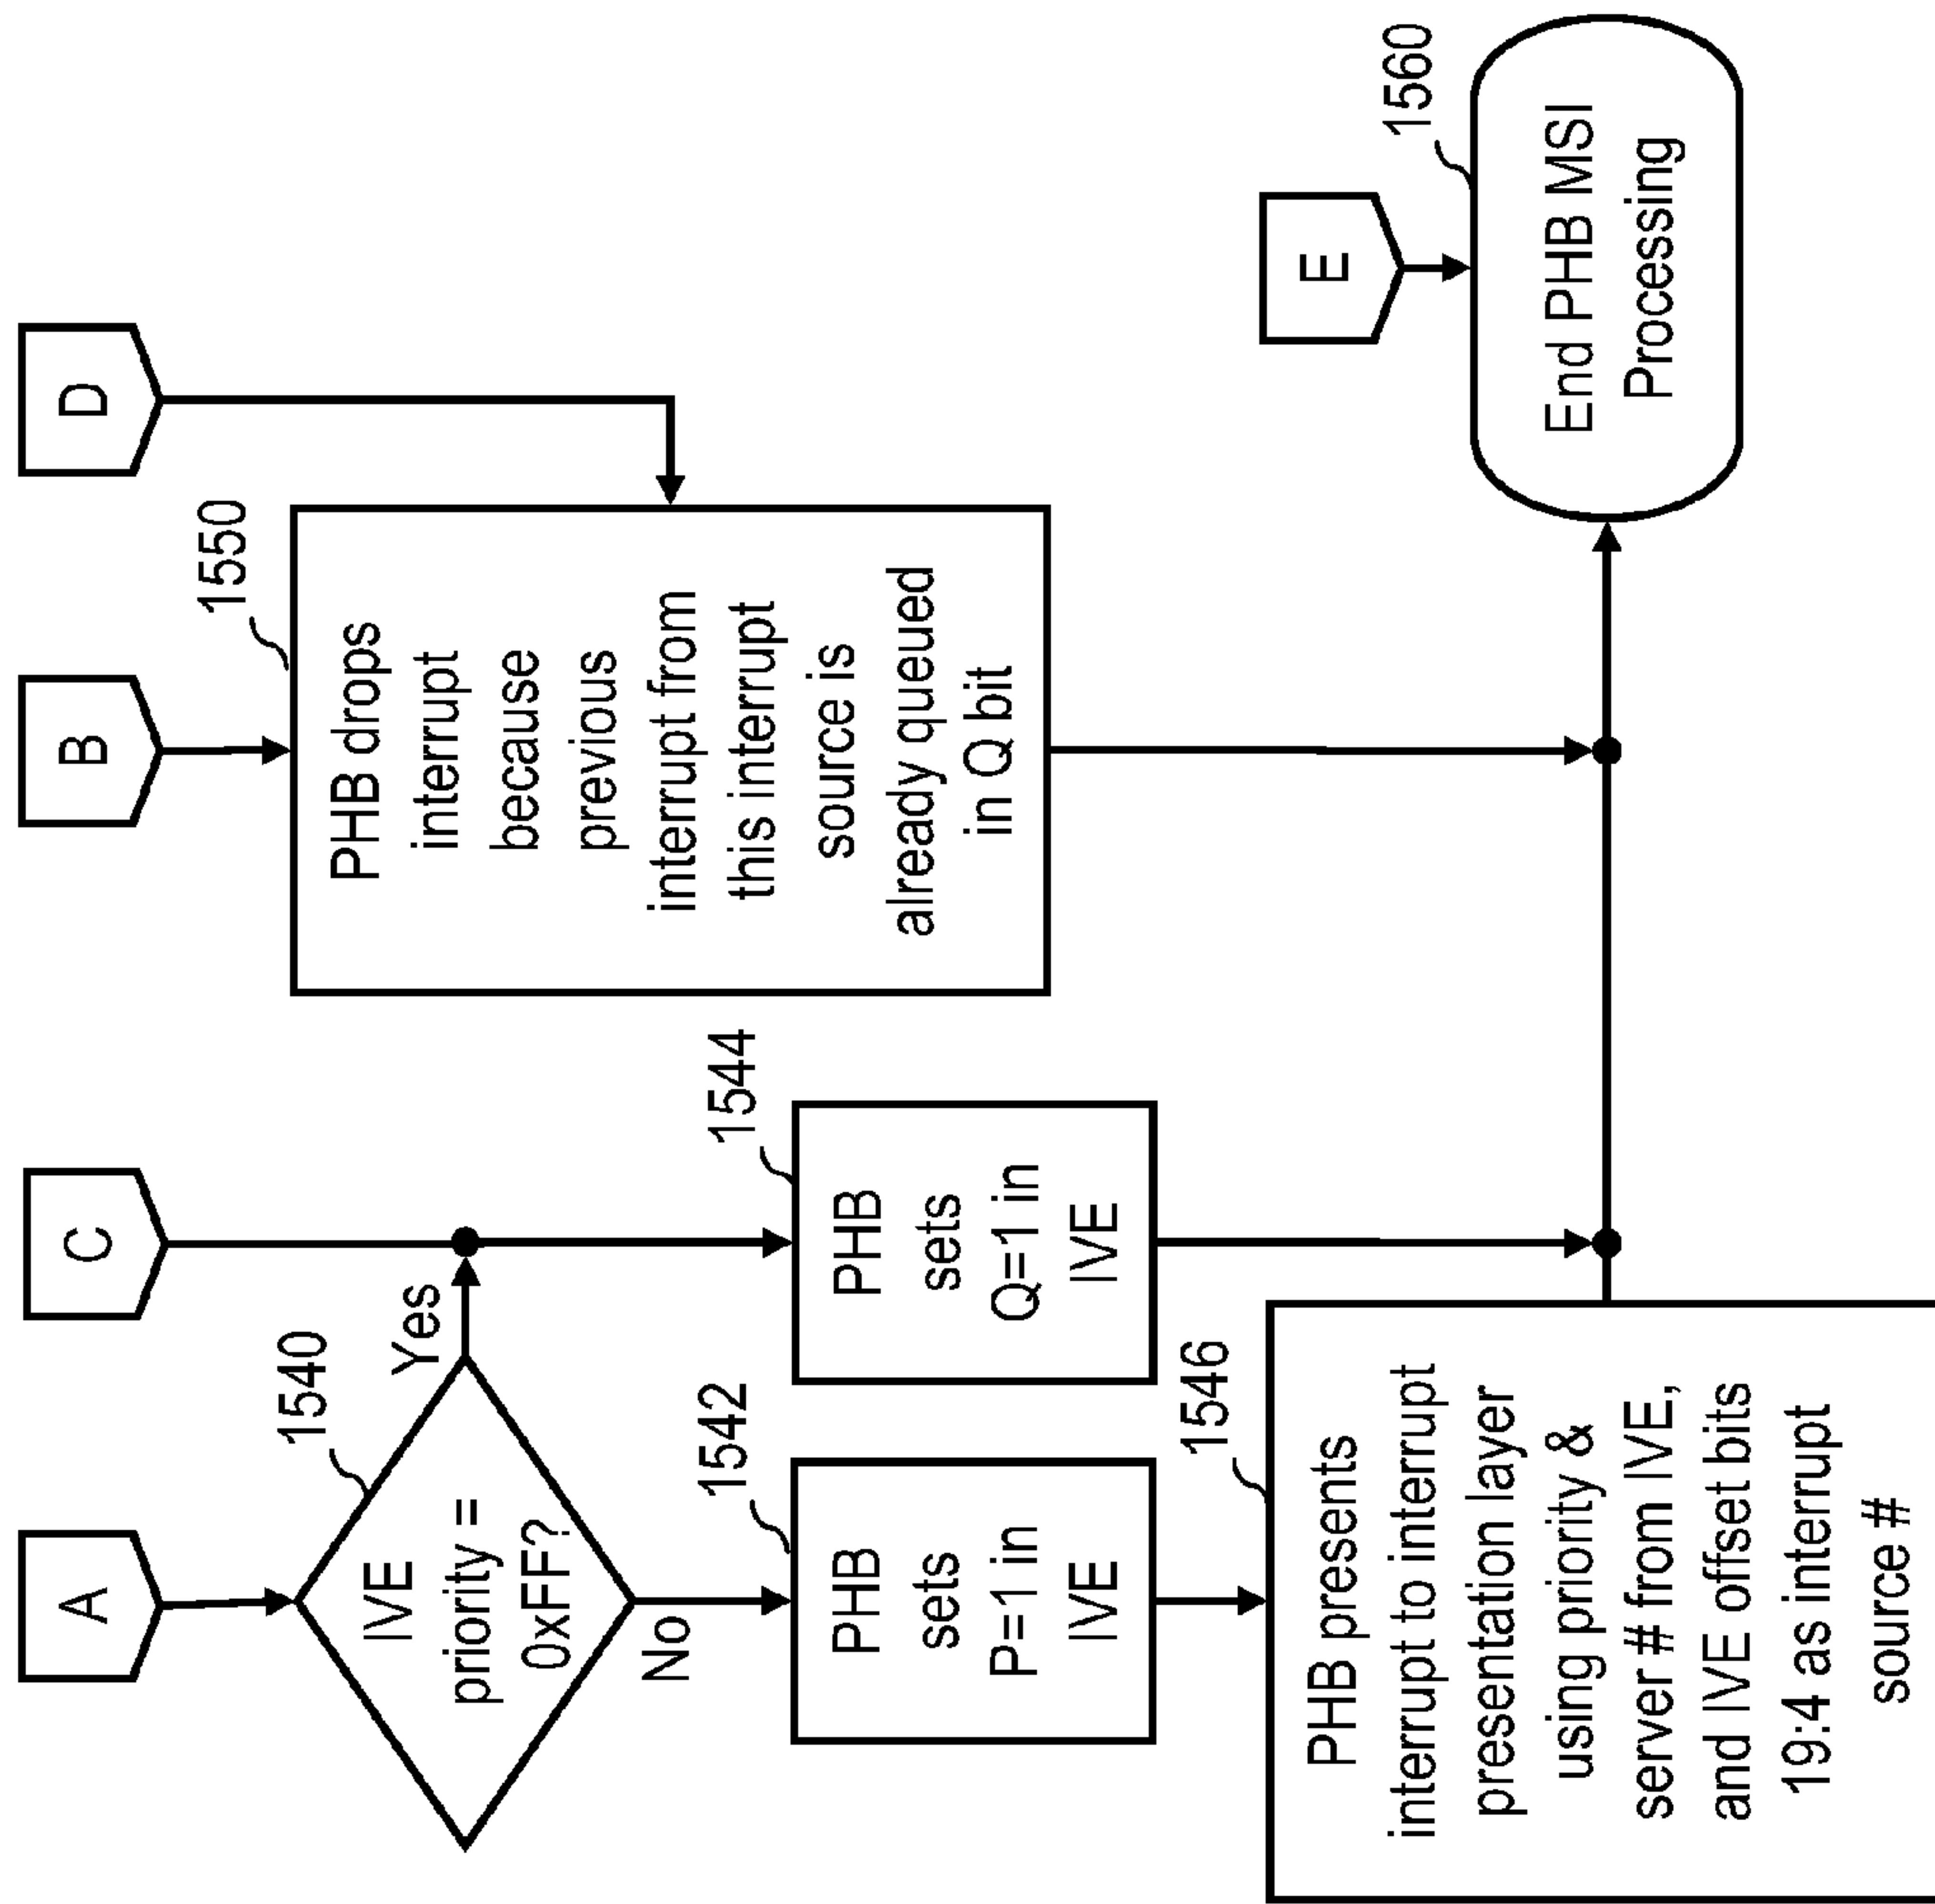 A
C
B
D
1540
IVE
priority =
0xFF?
Yes
No
1542
PHB
sets
P=1 in
IVE
1544
PHB
sets
Q=1 in
IVE
1546
PHB presents
interrupt to interrupt
presentation layer
using priority &
server # from IVE,
and IVE offset bits
19:4 as interrupt
source #
1550
PHB drops
interrupt
because
previous
interrupt from
this interrupt
source is
already queued
in Q bit
E
1560
End PHB MSI
Processing